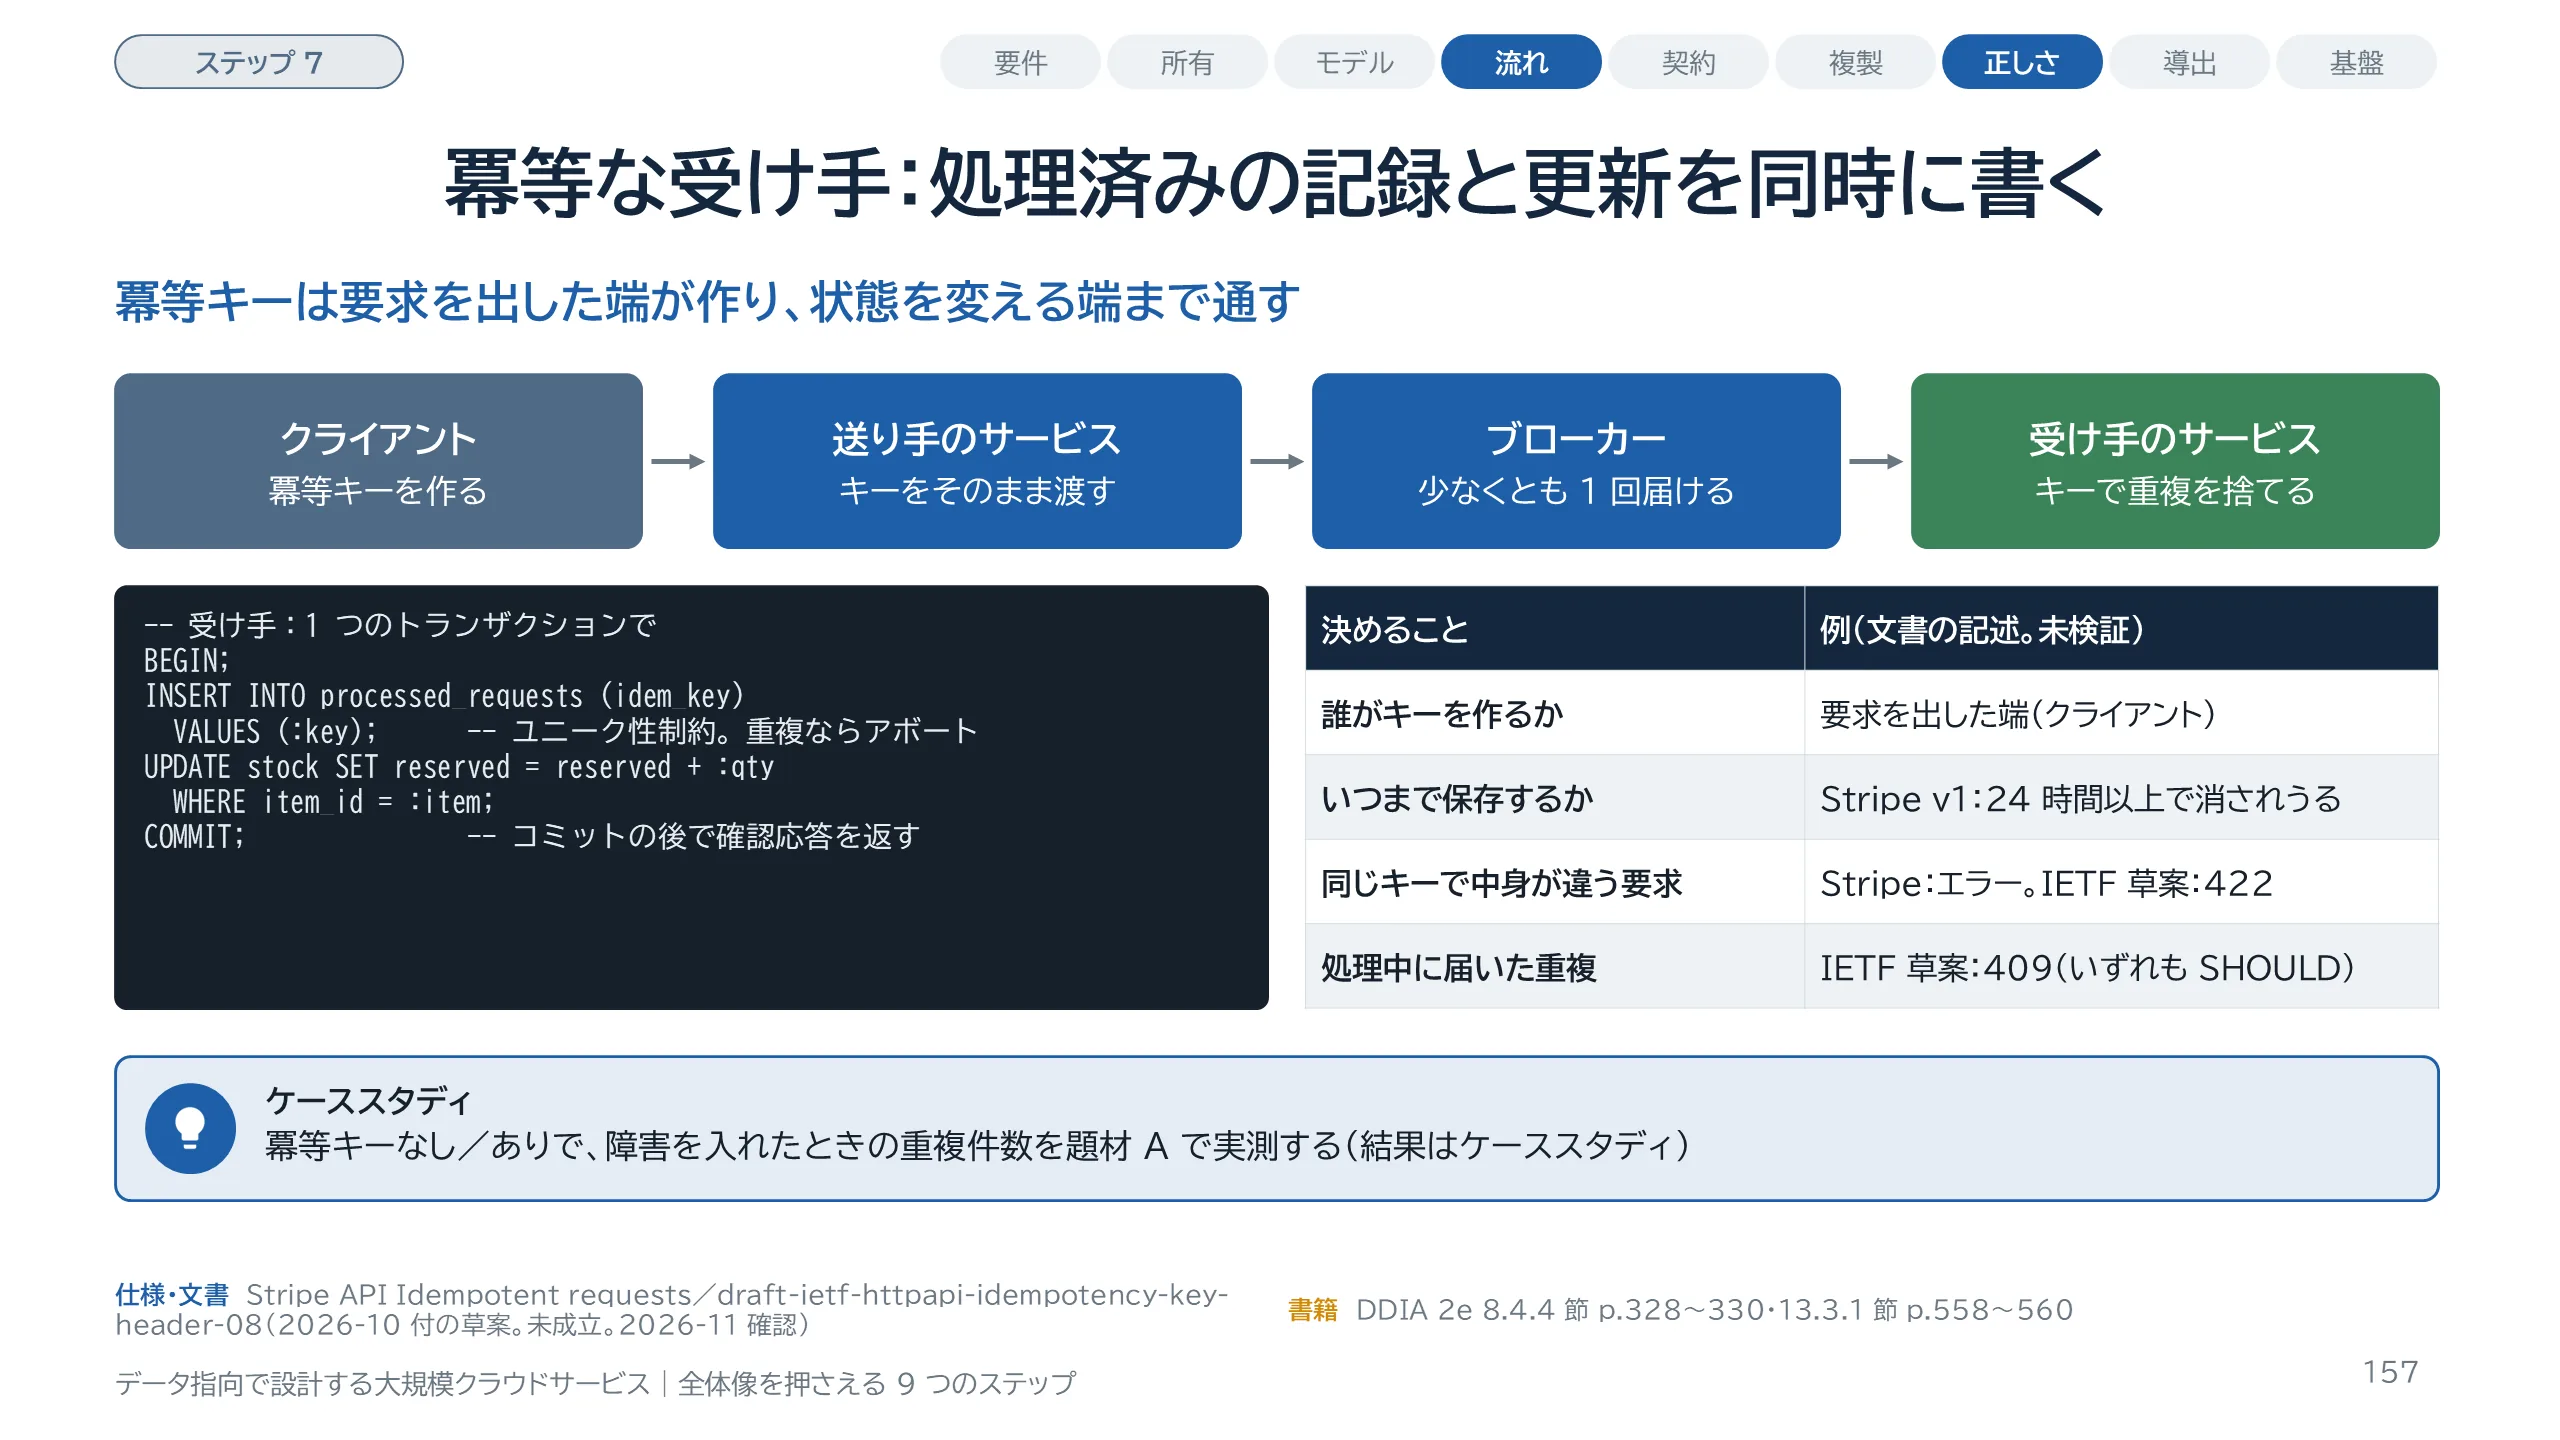 ステップ 7
要件
所有
モデル
流れ
契約
複製
正しさ
導出
基盤
冪等な受け手：処理済みの記録と更新を同時に書く
冪等キーは要求を出した端が作り、状態を変える端まで通す
クライアント
冪等キーを作る
送り手のサービス
キーをそのまま渡す
ブローカー
少なくとも 1 回届ける
受け手のサービス
キーで重複を捨てる
-- 受け手：1 つのトランザクションで
BEGIN;
INSERT INTO processed_requests (idem_key)
  VALUES (:key);      -- ユニーク性制約。重複ならアボート
UPDATE stock SET reserved = reserved + :qty
  WHERE item_id = :item;
COMMIT;               -- コミットの後で確認応答を返す
決めること
例（文書の記述。未検証）
誰がキーを作るか
要求を出した端（クライアント）
いつまで保存するか
Stripe v1：24 時間以上で消されうる
同じキーで中身が違う要求
Stripe：エラー。IETF 草案：422
処理中に届いた重複
IETF 草案：409（いずれも SHOULD）
ケーススタディ
冪等キーなし／ありで、障害を入れたときの重複件数を題材 A で実測する（結果はケーススタディ）
仕様・文書 Stripe API Idempotent requests／draft-ietf-httpapi-idempotency-key-
header-08（2026-10 付の草案。未成立。2026-11 確認）
書籍 DDIA 2e 8.4.4 節 p.328～330・13.3.1 節 p.558～560
データ指向で設計する大規模クラウドサービス｜全体像を押さえる 9 つのステップ
157